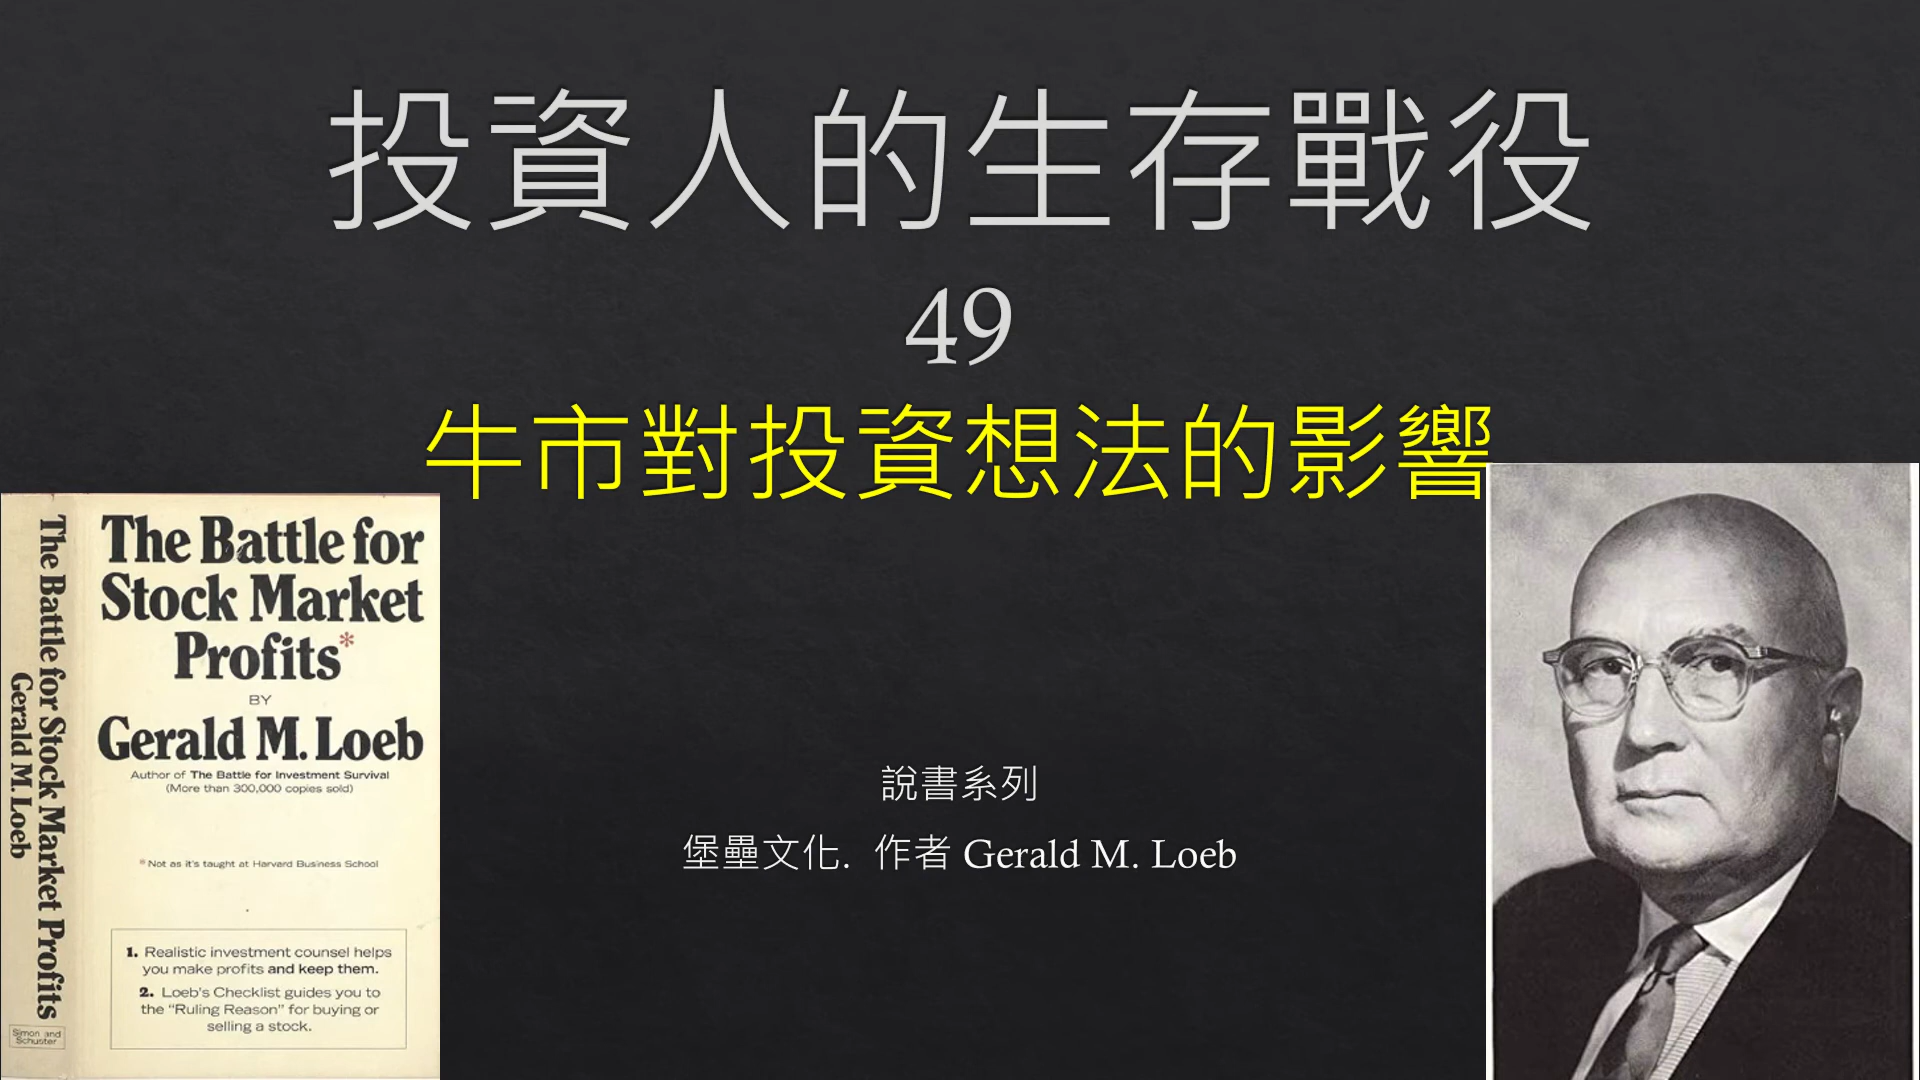 投資人的生存戰役
49
牛市對投資想法的影響
說書系列
堡壘文化. 作者 Gerald M. Loeb
The Battle for Stock Market Profits
Gerald M. Loeb
Simon and
Schuster
The Battle for
Stock Market
Profits*
BY
Gerald M. Loeb
Author of The Battle for Investment Survival
(More than 300,000 copies sold)
*Not as it's taught at Harvard Business School
1. Realistic investment counsel helps
you make profits and keep them.
2. Loeb's Checklist guides you to
the "Ruling Reason" for buying or
selling a stock.